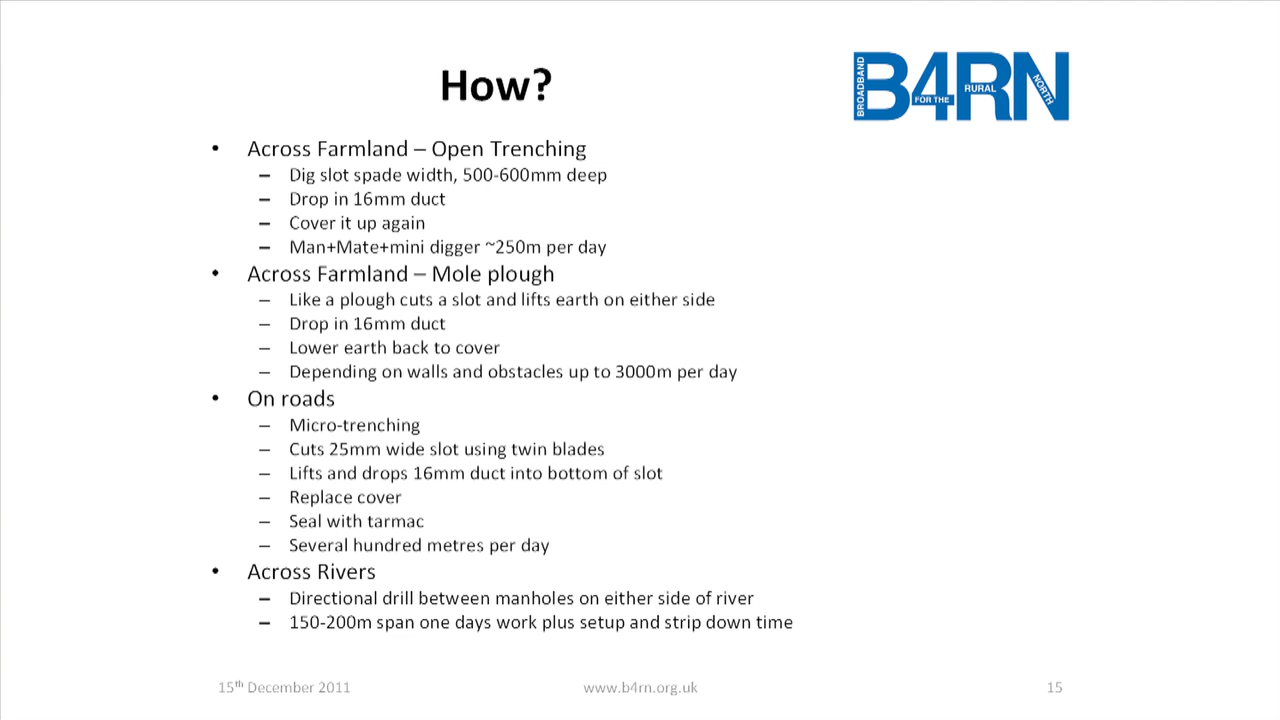 How?
BROADBAND B4RN FOR THE RURAL NORTH
• Across Farmland – Open Trenching
– Dig slot spade width, 500-600mm deep
– Drop in 16mm duct
– Cover it up again
– Man+Mate+mini digger ~250m per day
• Across Farmland – Mole plough
– Like a plough cuts a slot and lifts earth on either side
– Drop in 16mm duct
– Lower earth back to cover
– Depending on walls and obstacles up to 3000m per day
• On roads
– Micro-trenching
– Cuts 25mm wide slot using twin blades
– Lifts and drops 16mm duct into bottom of slot
– Replace cover
– Seal with tarmac
– Several hundred metres per day
• Across Rivers
– Directional drill between manholes on either side of river
– 150-200m span one days work plus setup and strip down time
15th December 2011
www.b4rn.org.uk
15